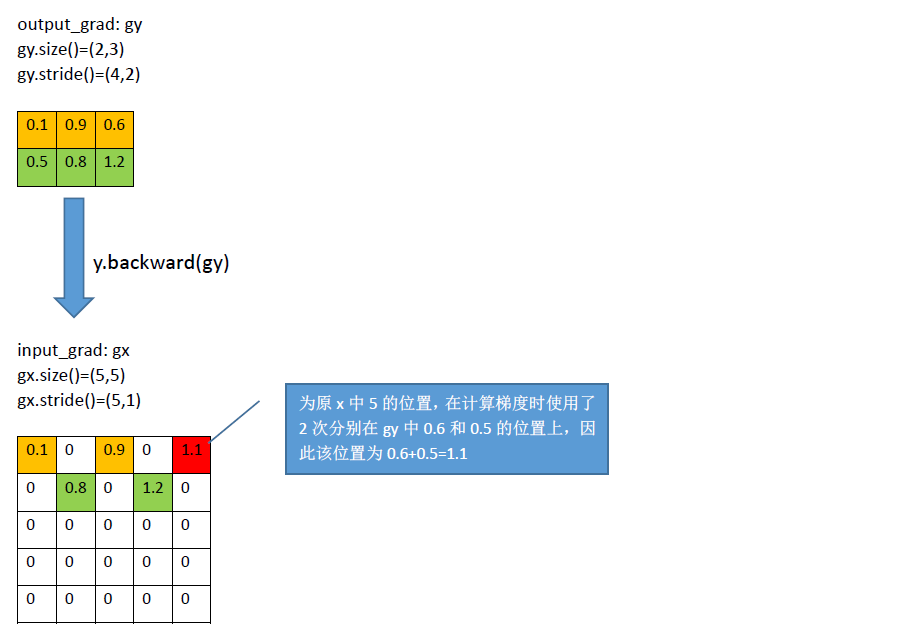 output_grad: gy
gy.size()=(2,3)
gy.stride()=(4,2)
0.1 0.9 0.6
0.5 0.8 1.2
y.backward(gy)
input_grad: gx
gx.size()=(5,5)
gx.stride()=(5,1)
为原 x 中 5 的位置，在计算梯度时使用了
2 次分别在 gy 中 0.6 和 0.5 的位置上，因
此该位置为 0.6+0.5=1.1
0.1 0 0.9 0 1.1
0 0.8 0 1.2 0
0 0 0 0 0
0 0 0 0 0
0 0 0 0 0